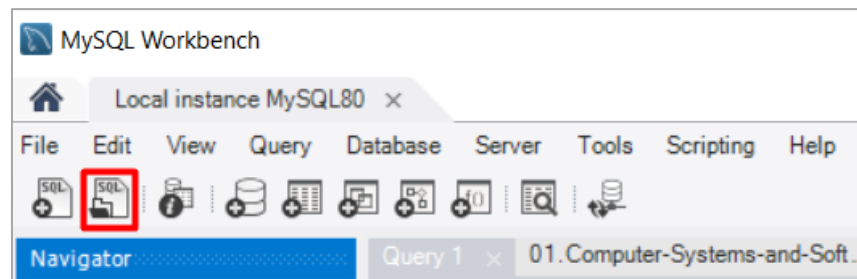 MySQL Workbench
Local instance MySQL80 ×
File Edit View Query Database Server Tools Scripting Help
SQL SQL f()
Navigator Query 1 × 01.Computer-Systems-and-Soft...